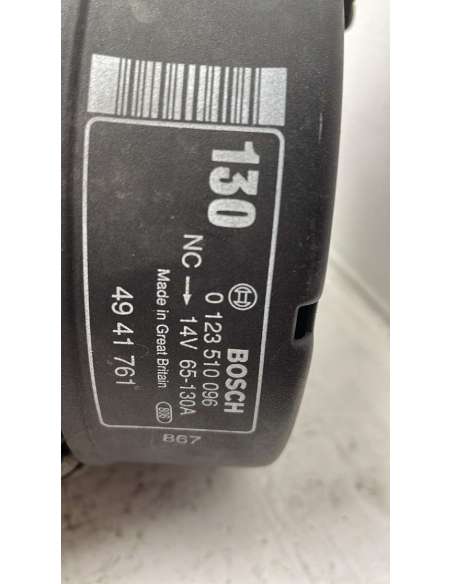 130
BOSCH
0 123 510 096
NC → 14V 65-130A
Made in Great Britain
49 41 761
867